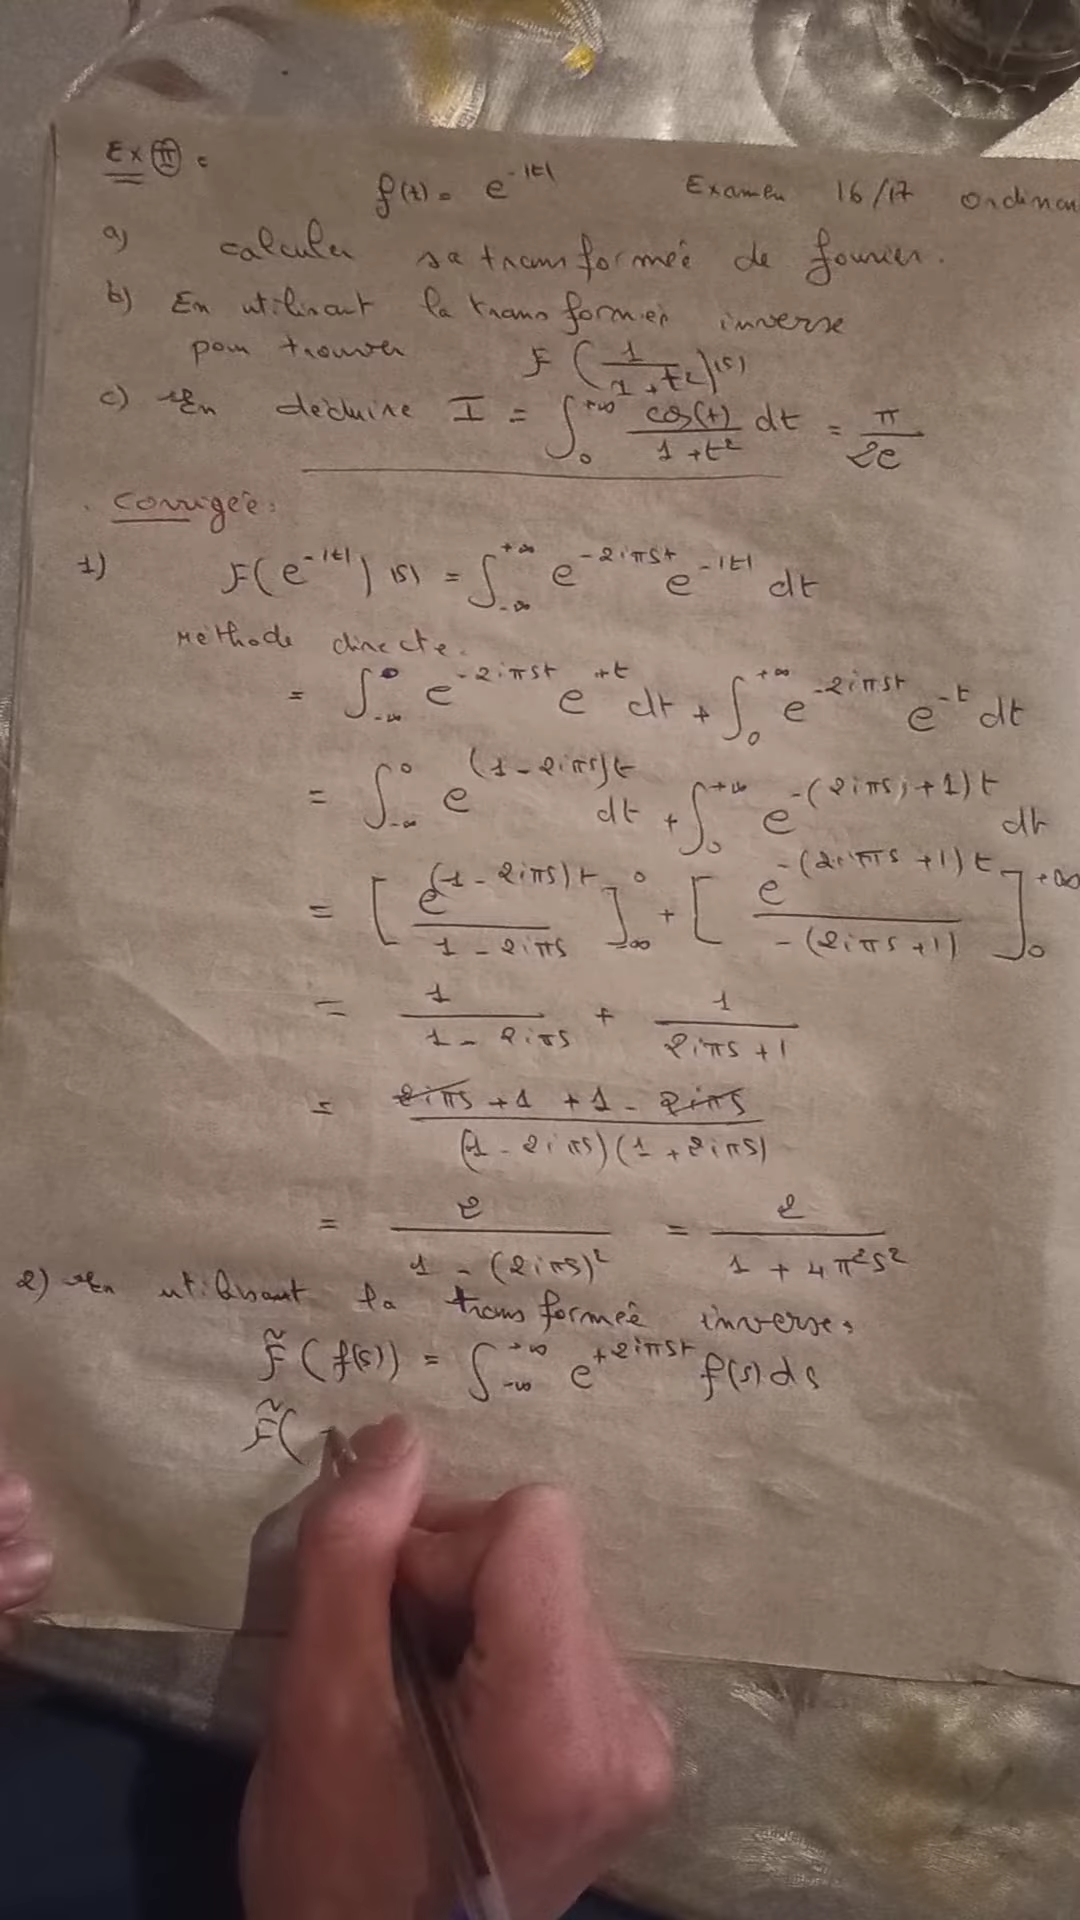 Ex (II) :
f(t) = e^{-|t|} Examen 16/17 ordinai
a) calculer sa transformeé de fourier.
b) En utilisant la transformeé inverse
pour trouver F(1/(1+t²))(s)
c) En déduire I = ∫_0^{+∞} cos(t)/(1+t²) dt = π/2e
. Corrigée :
1) F(e^{-|t|})(s) = ∫_{-∞}^{+∞} e^{-2iπst} e^{-|t|} dt
Méthode directe.
= ∫_{-∞}^0 e^{-2iπst} e^{+t} dt + ∫_0^{+∞} e^{-2iπst} e^{-t} dt
= ∫_{-∞}^0 e^{(1-2iπs)t} dt + ∫_0^{+∞} e^{-(2iπs+1)t} dt
= [e^{(1-2iπs)t}/(1-2iπs)]_{-∞}^0 + [e^{-(2iπs+1)t}/-(2iπs+1)]_0^{+∞}
= 1/(1-2iπs) + 1/(2iπs+1)
= (2iπs+1+1-2iπs)/((1-2iπs)(1+2iπs))
= 2/(1-(2iπs)²) = 2/(1+4π²s²)
2) En utilisant la transformeé inverse :
F̃(f(s)) = ∫_{-∞}^{+∞} e^{+2iπst} f(s) ds
F̃(